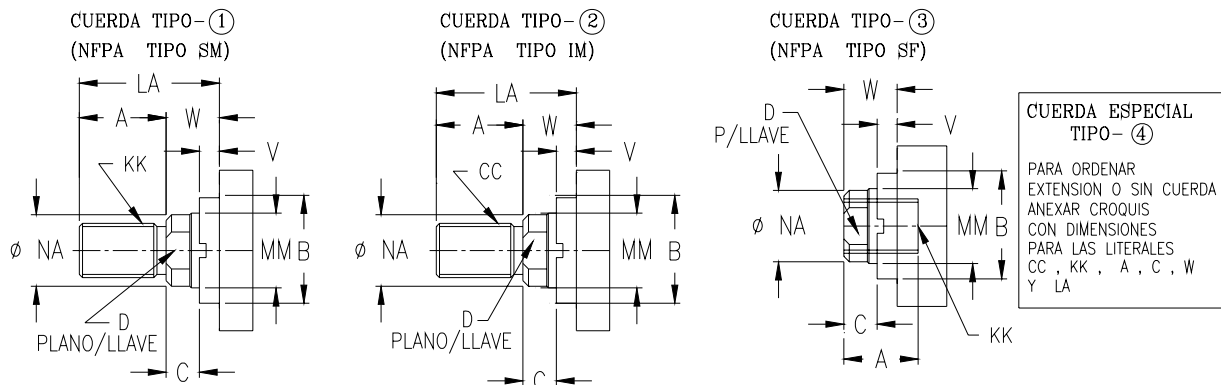 CUERDA TIPO-①
(NFPA TIPO SM)
LA
A
W
V
KK
Ø NA
MM
B
D
PLANO/LLAVE
C
CUERDA TIPO-②
(NFPA TIPO IM)
LA
A
W
V
CC
Ø NA
MM
B
D
PLANO/LLAVE
C
CUERDA TIPO-③
(NFPA TIPO SF)
W
D
P/LLAVE
V
Ø NA
MM
B
C
KK
A
CUERDA ESPECIAL
TIPO-④
PARA ORDENAR
EXTENSION O SIN CUERDA
ANEXAR CROQUIS
CON DIMENSIONES
PARA LAS LITERALES
CC , KK , A , C , W
Y LA